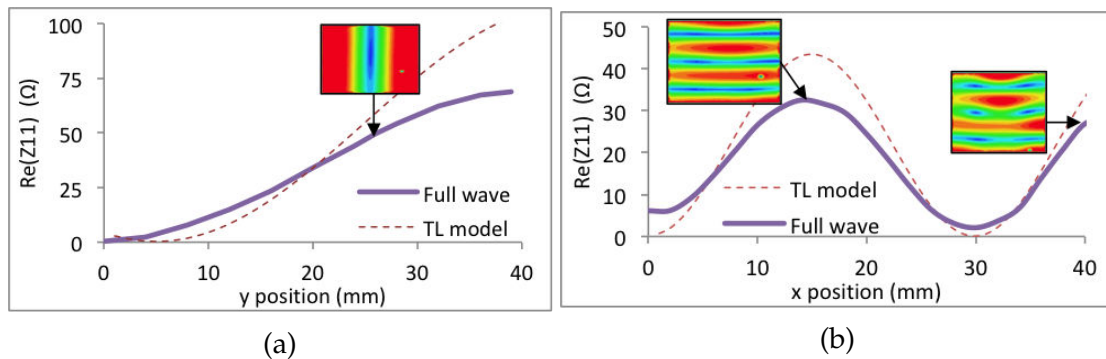 100
75
50
25
0
Re(Z11) (Ω)
Full wave
TL model
0 10 20 30 40
y position (mm)
(a)
50
40
30
20
10
0
Re(Z11) (Ω)
TL model
Full wave
0 10 20 30 40
x position (mm)
(b)